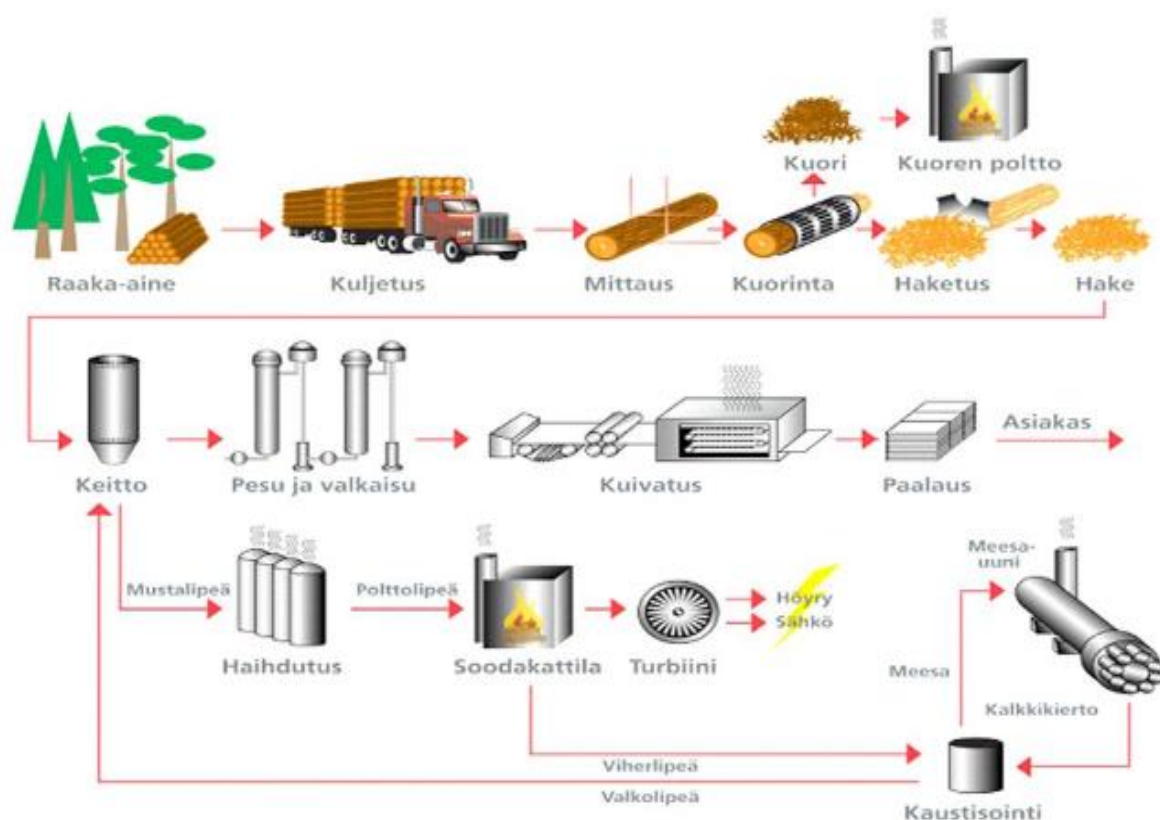 Kuori
Kuoren poltto
Raaka-aine
Kuljetus
Mittaus
Kuorinta
Haketus
Hake
Keitto
Pesu ja valkaisu
Kuivatus
Paalaus
Asiakas
Mustalipeä
Haihdutus
Polttolipeä
Soodakattila
Turbiini
Höyry
Sähkö
Meesa-
uuni
Meesa
Kalkkikierto
Viherlipeä
Valkolipeä
Kaustisointi